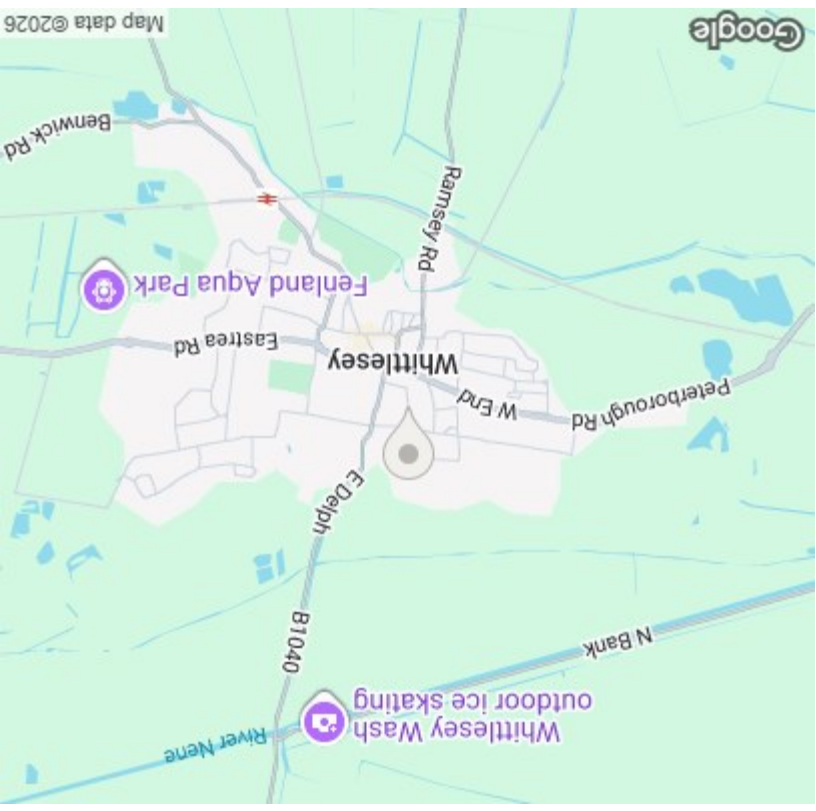 River Nene
Whittlesey Wash
outdoor ice skating
N Bank
B1040
E Delph
Peterborough Rd
W End
Whittlesey
Eastrea Rd
Fenland Aqua Park
Ramsey Rd
Benwick Rd
Google
Map data ©2026